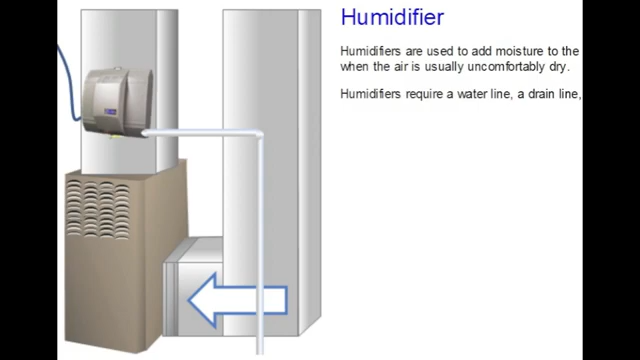 Humidifier
Humidifiers are used to add moisture to the
when the air is usually uncomfortably dry.
Humidifiers require a water line, a drain line,